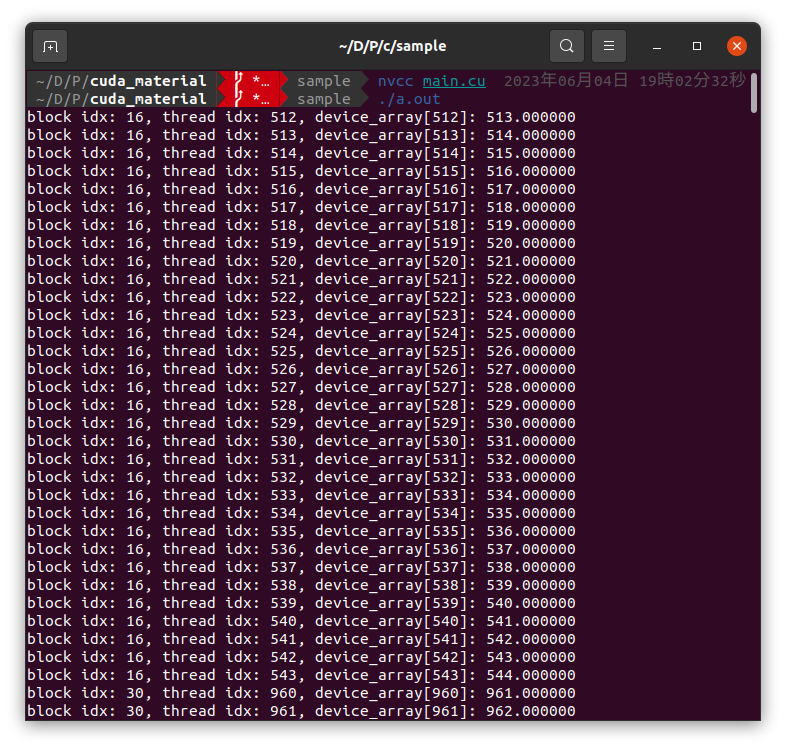 ~/D/P/c/sample
~/D/P/cuda_material *… sample nvcc main.cu 2023年06月04日 19時02分32秒
~/D/P/cuda_material *… sample ./a.out
block idx: 16, thread idx: 512, device_array[512]: 513.000000
block idx: 16, thread idx: 513, device_array[513]: 514.000000
block idx: 16, thread idx: 514, device_array[514]: 515.000000
block idx: 16, thread idx: 515, device_array[515]: 516.000000
block idx: 16, thread idx: 516, device_array[516]: 517.000000
block idx: 16, thread idx: 517, device_array[517]: 518.000000
block idx: 16, thread idx: 518, device_array[518]: 519.000000
block idx: 16, thread idx: 519, device_array[519]: 520.000000
block idx: 16, thread idx: 520, device_array[520]: 521.000000
block idx: 16, thread idx: 521, device_array[521]: 522.000000
block idx: 16, thread idx: 522, device_array[522]: 523.000000
block idx: 16, thread idx: 523, device_array[523]: 524.000000
block idx: 16, thread idx: 524, device_array[524]: 525.000000
block idx: 16, thread idx: 525, device_array[525]: 526.000000
block idx: 16, thread idx: 526, device_array[526]: 527.000000
block idx: 16, thread idx: 527, device_array[527]: 528.000000
block idx: 16, thread idx: 528, device_array[528]: 529.000000
block idx: 16, thread idx: 529, device_array[529]: 530.000000
block idx: 16, thread idx: 530, device_array[530]: 531.000000
block idx: 16, thread idx: 531, device_array[531]: 532.000000
block idx: 16, thread idx: 532, device_array[532]: 533.000000
block idx: 16, thread idx: 533, device_array[533]: 534.000000
block idx: 16, thread idx: 534, device_array[534]: 535.000000
block idx: 16, thread idx: 535, device_array[535]: 536.000000
block idx: 16, thread idx: 536, device_array[536]: 537.000000
block idx: 16, thread idx: 537, device_array[537]: 538.000000
block idx: 16, thread idx: 538, device_array[538]: 539.000000
block idx: 16, thread idx: 539, device_array[539]: 540.000000
block idx: 16, thread idx: 540, device_array[540]: 541.000000
block idx: 16, thread idx: 541, device_array[541]: 542.000000
block idx: 16, thread idx: 542, device_array[542]: 543.000000
block idx: 16, thread idx: 543, device_array[543]: 544.000000
block idx: 30, thread idx: 960, device_array[960]: 961.000000
block idx: 30, thread idx: 961, device_array[961]: 962.000000